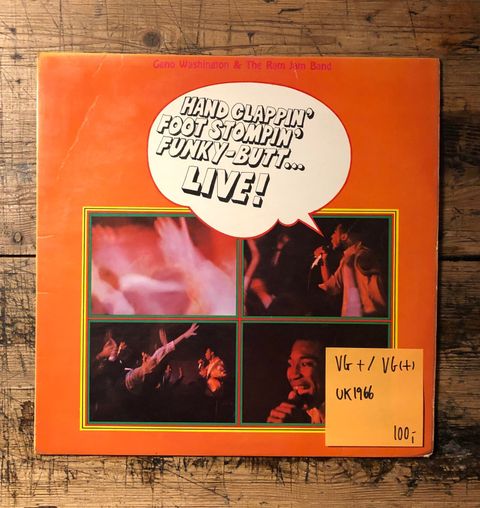 Geno Washington & The Ram Jam Band
HAND CLAPPIN'
FOOT STOMPIN'
FUNKY-BUTT...
LIVE!
VG + / VG(+)
UK 1966
100,-